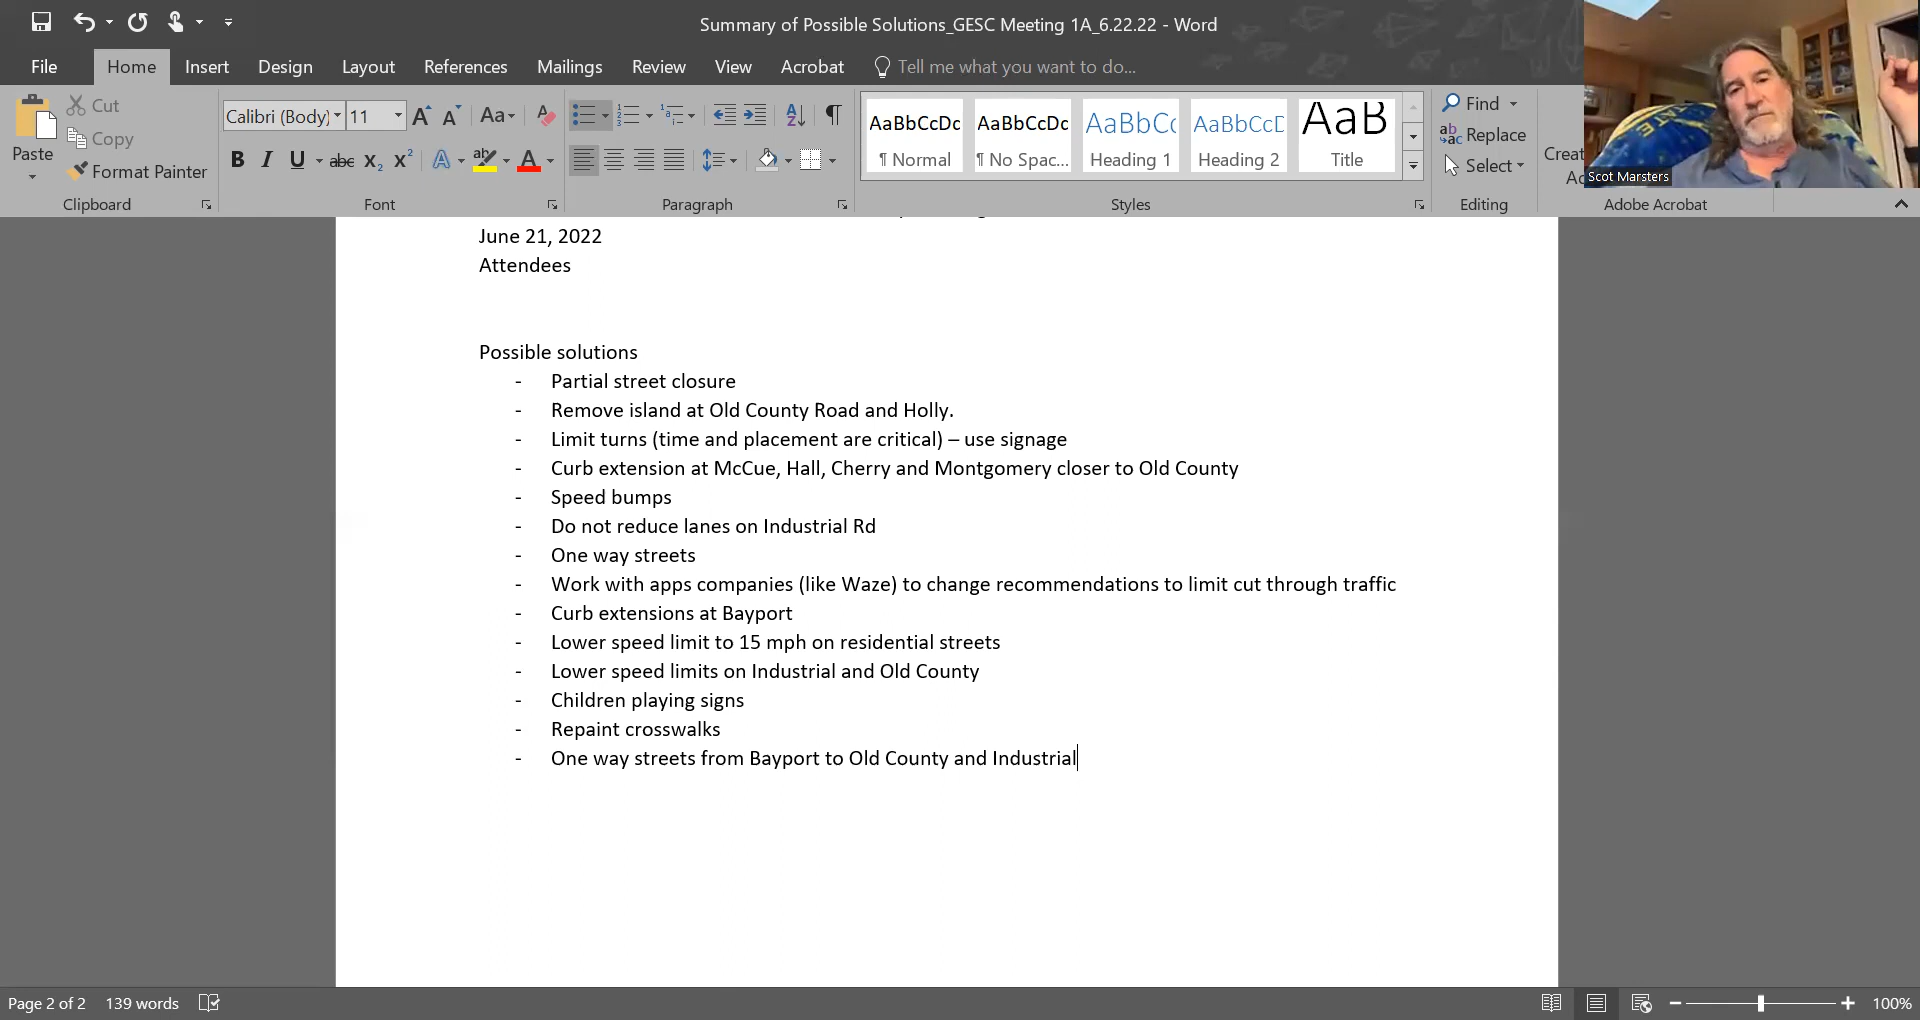 Summary of Possible Solutions_GESC Meeting 1A_6.22.22 - Word
File Home Insert Design Layout References Mailings Review View Acrobat Tell me what you want to do...
Cut
Copy
Paste
Format Painter
Clipboard
Calibri (Body) 11
Aa
B I U abc X₂ X²
A ab A
Font
Paragraph
AaBbCcDc AaBbCcDc AaBbCc AaBbCcD AaB
¶ Normal ¶ No Spac... Heading 1 Heading 2 Title
Styles
Find
Replace
Select
Editing
Creat
Scot Marsters
Adobe Acrobat
June 21, 2022
Attendees
Possible solutions
- Partial street closure
- Remove island at Old County Road and Holly.
- Limit turns (time and placement are critical) – use signage
- Curb extension at McCue, Hall, Cherry and Montgomery closer to Old County
- Speed bumps
- Do not reduce lanes on Industrial Rd
- One way streets
- Work with apps companies (like Waze) to change recommendations to limit cut through traffic
- Curb extensions at Bayport
- Lower speed limit to 15 mph on residential streets
- Lower speed limits on Industrial and Old County
- Children playing signs
- Repaint crosswalks
- One way streets from Bayport to Old County and Industrial
Page 2 of 2 139 words
100%